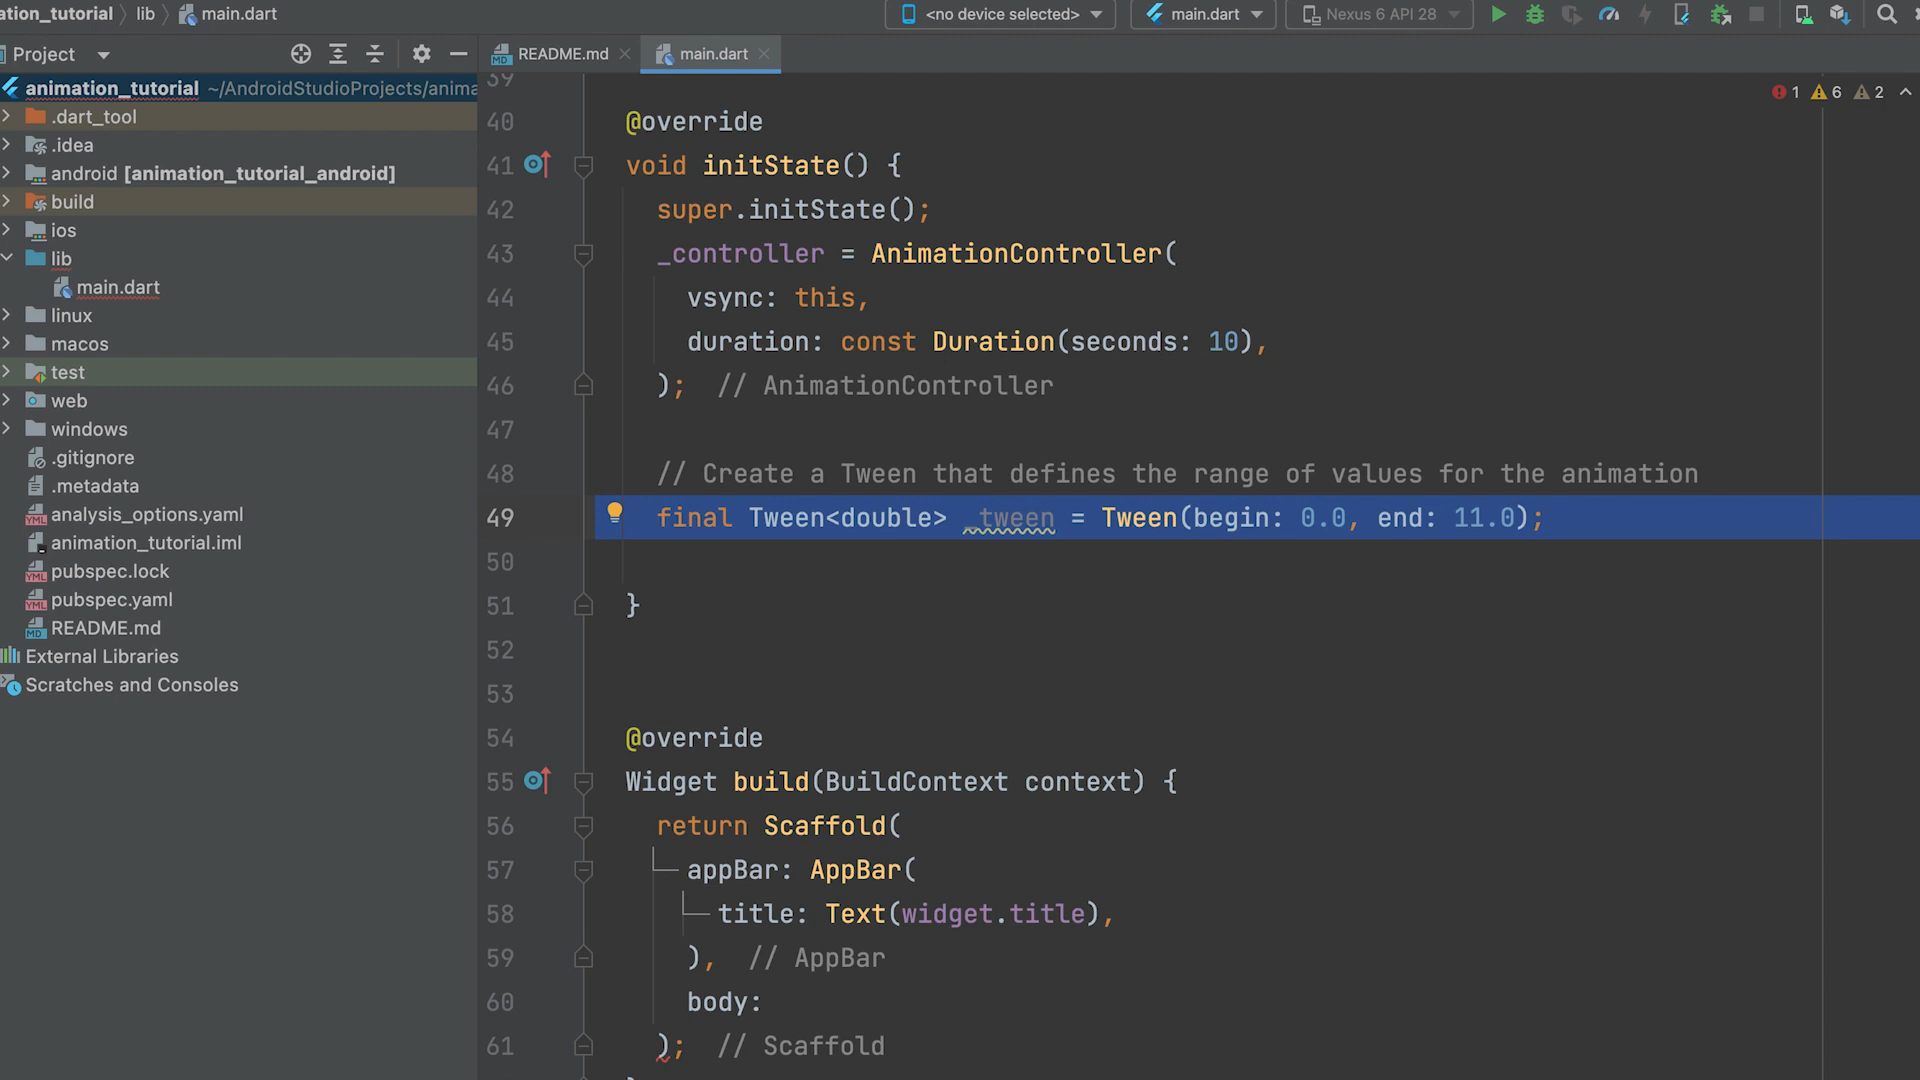 ation_tutorial lib main.dart
<no device selected> main.dart Nexus 6 API 28
Project
README.md main.dart
animation_tutorial ~/AndroidStudioProjects/anima
.dart_tool
.idea
android [animation_tutorial_android]
build
ios
lib
main.dart
linux
macos
test
web
windows
.gitignore
.metadata
analysis_options.yaml
animation_tutorial.iml
pubspec.lock
pubspec.yaml
README.md
External Libraries
Scratches and Consoles
1 6 2
39
40 @override
41 void initState() {
42 super.initState();
43 _controller = AnimationController(
44 vsync: this,
45 duration: const Duration(seconds: 10),
46 ); // AnimationController
47
48 // Create a Tween that defines the range of values for the animation
49 final Tween<double> _tween = Tween(begin: 0.0, end: 11.0);
50
51 }
52
53
54 @override
55 Widget build(BuildContext context) {
56 return Scaffold(
57 appBar: AppBar(
58 title: Text(widget.title),
59 ), // AppBar
60 body:
61 ); // Scaffold